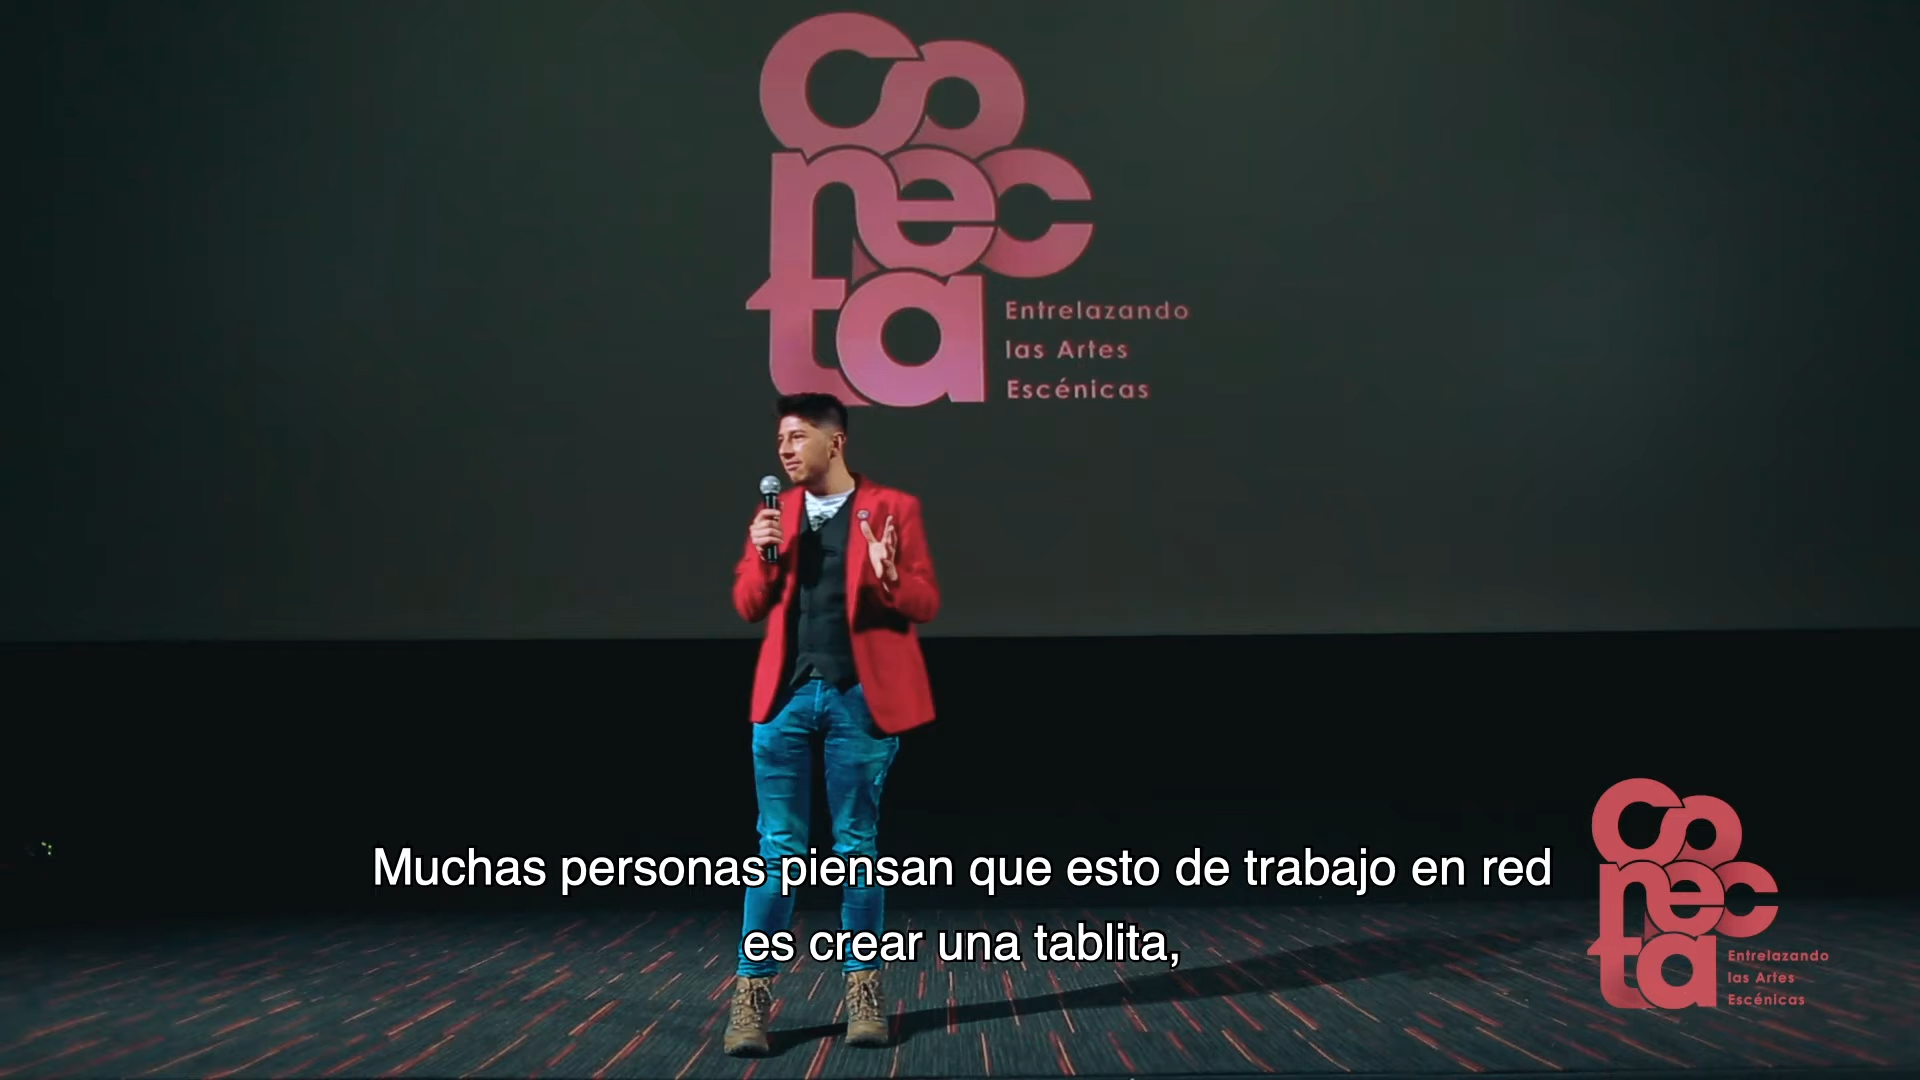 Co
nec
ta
Entrelazando
las Artes
Escénicas
Muchas personas piensan que esto de trabajo en red
es crear una tablita,
Co
nec
ta
Entrelazando
las Artes
Escénicas